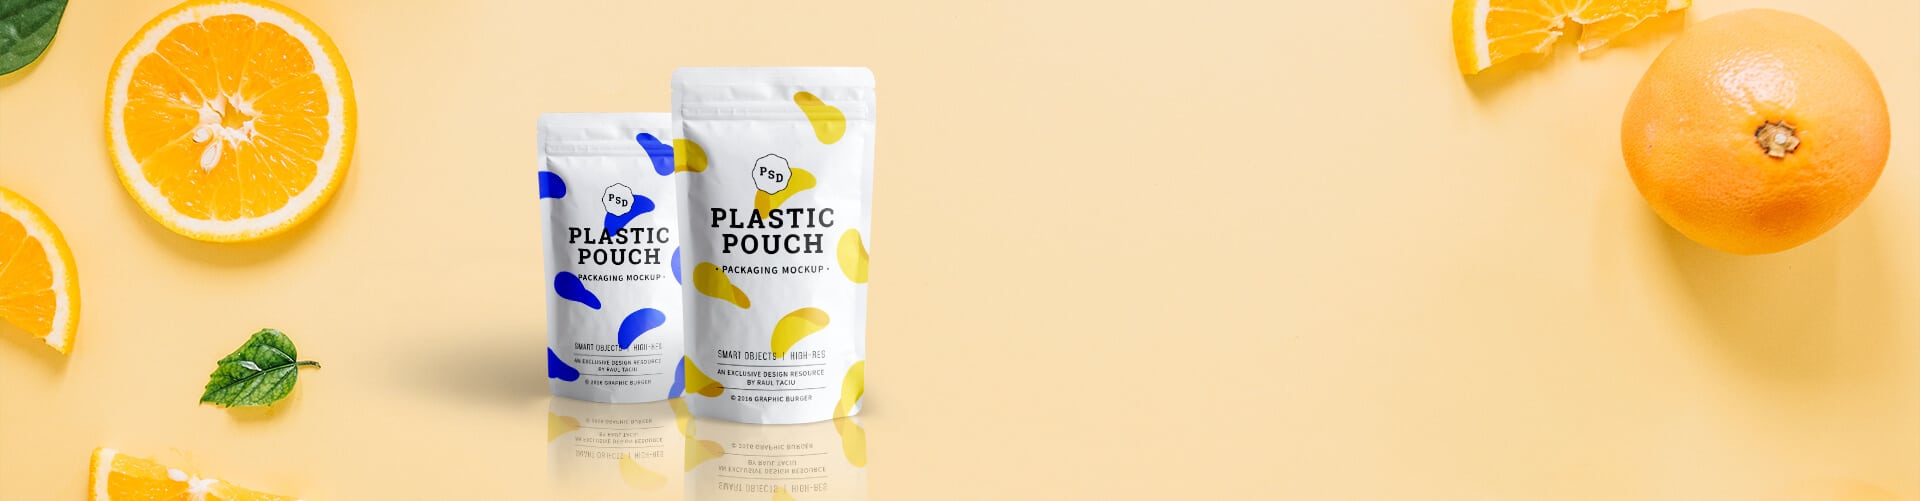 PSD
PLASTIC
POUCH
PACKAGING MOCKUP ·
SMART OBJECTS | HIGH-RES
AN EXCLUSIVE DESIGN RESOURCE
BY RAUL TACIU
© 2016 GRAPHIC BURGER
PSD
PLASTIC
POUCH
· PACKAGING MOCKUP ·
SMART OBJECTS | HIGH-RES
AN EXCLUSIVE DESIGN RESOURCE
BY RAUL TACIU
© 2016 GRAPHIC BURGER